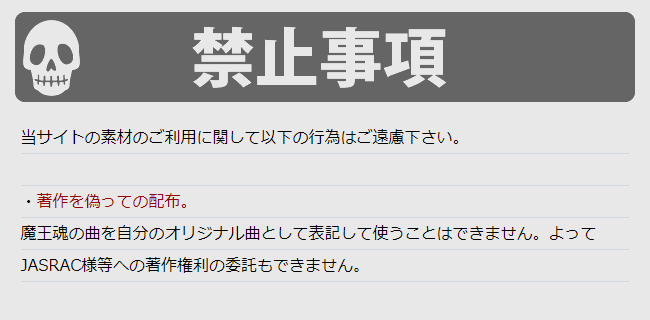 禁止事項
当サイトの素材のご利用に関して以下の行為はご遠慮下さい。
・著作を偽っての配布。
魔王魂の曲を自分のオリジナル曲として表記して使うことはできません。よって
JASRAC様等への著作権利の委託もできません。